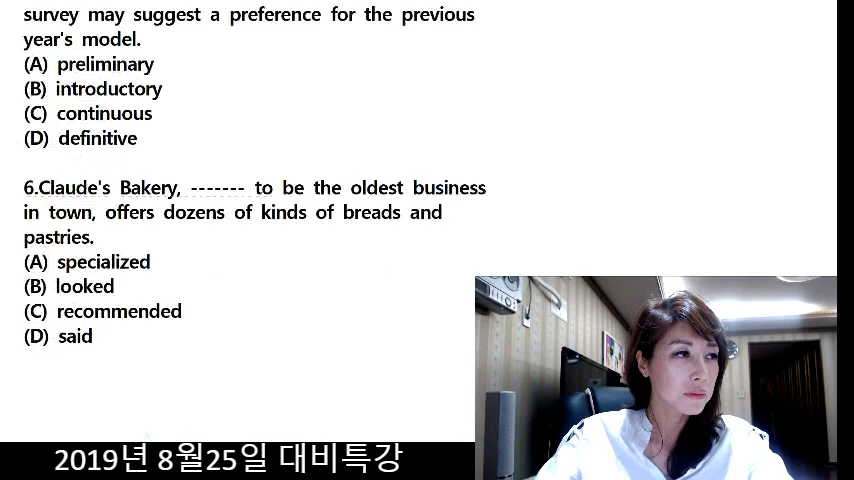 survey may suggest a preference for the previous
year's model.
(A) preliminary
(B) introductory
(C) continuous
(D) definitive
6.Claude's Bakery, ------- to be the oldest business
in town, offers dozens of kinds of breads and
pastries.
(A) specialized
(B) looked
(C) recommended
(D) said
2019년 8월25일 대비특강